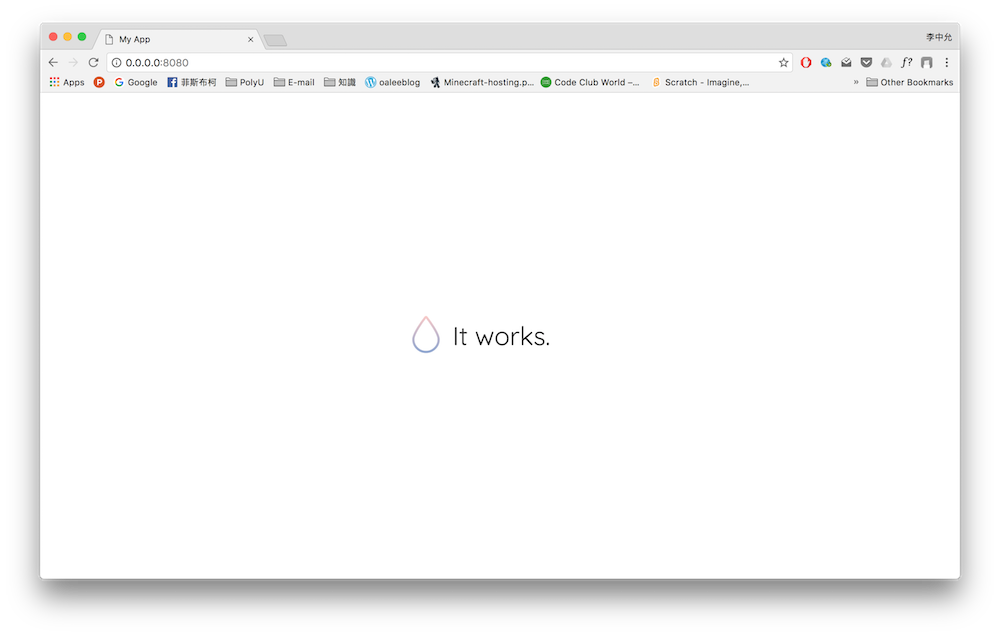 My App
李中允
0.0.0.0:8080
f?
Apps Google 菲斯布柯 PolyU E-mail 知識 oaleeblog Minecraft-hosting.p... Code Club World –... Scratch - Imagine,... » Other Bookmarks
It works.